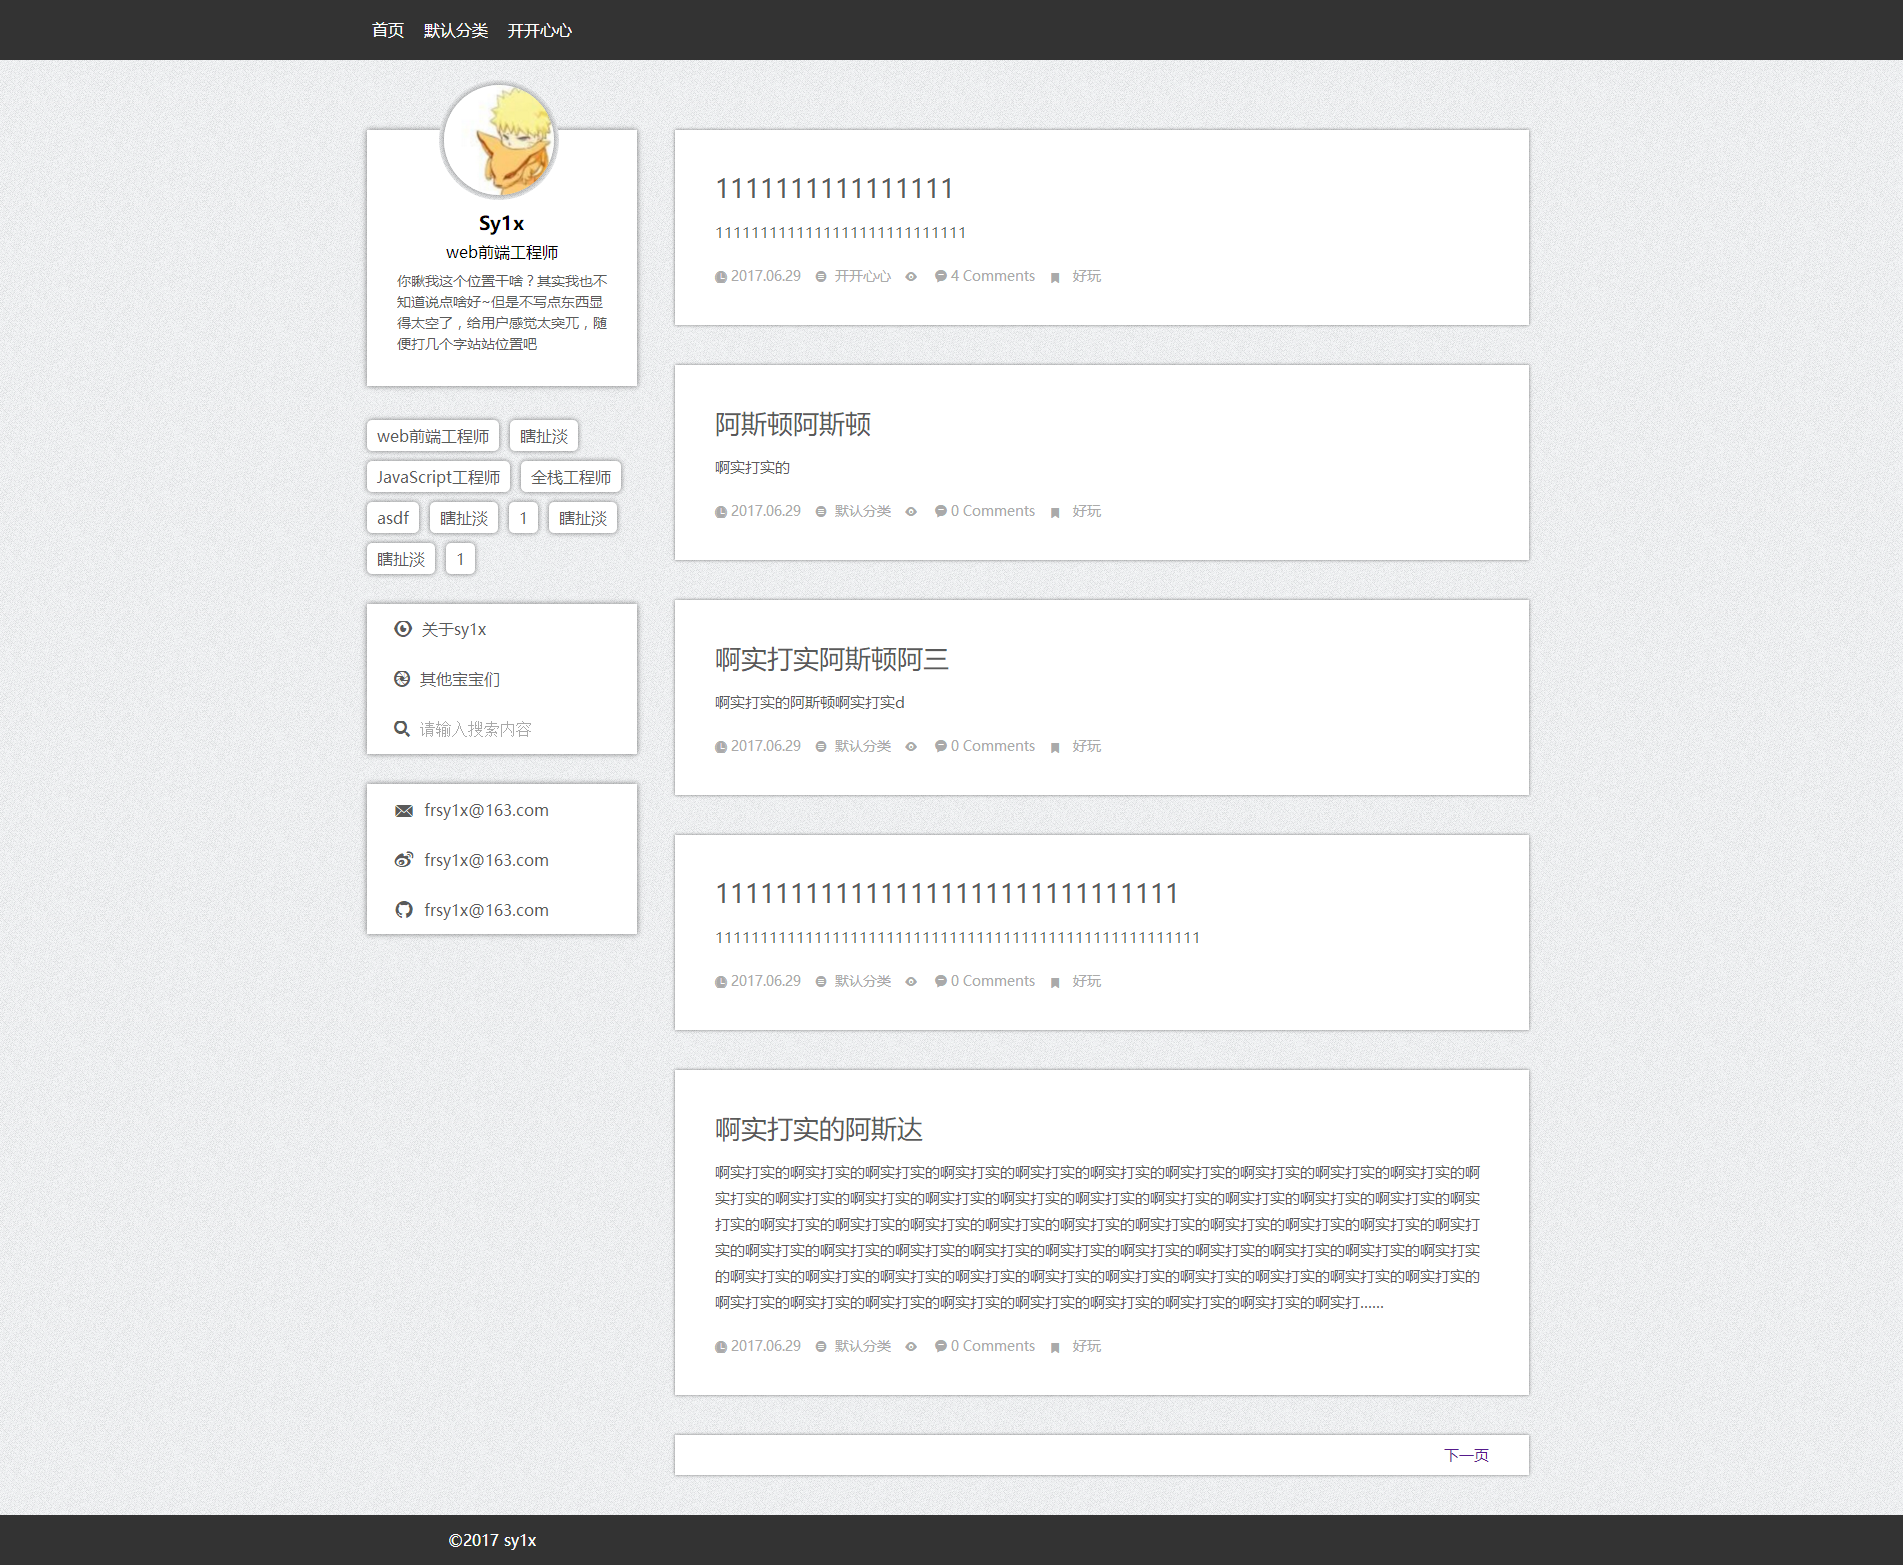 首页 默认分类 开开心心
Sy1x
web前端工程师
你瞅我这个位置干啥？其实我也不
知道说点啥好~但是不写点东西显
得太空了，给用户感觉太突兀，随
便打几个字站站位置吧
web前端工程师 瞎扯淡
JavaScript工程师 全栈工程师
asdf 瞎扯淡 1 瞎扯淡
瞎扯淡 1
关于sy1x
其他宝宝们
请输入搜索内容
frsy1x@163.com
frsy1x@163.com
frsy1x@163.com
1111111111111111
1111111111111111111111111111
2017.06.29 开开心心 4 Comments 好玩
阿斯顿阿斯顿
啊实打实的
2017.06.29 默认分类 0 Comments 好玩
啊实打实阿斯顿阿三
啊实打实的阿斯顿啊实打实d
2017.06.29 默认分类 0 Comments 好玩
1111111111111111111111111111111
111111111111111111111111111111111111111111111111111111
2017.06.29 默认分类 0 Comments 好玩
啊实打实的阿斯达
啊实打实的啊实打实的啊实打实的啊实打实的啊实打实的啊实打实的啊实打实的啊实打实的啊实打实的啊实打实的啊
实打实的啊实打实的啊实打实的啊实打实的啊实打实的啊实打实的啊实打实的啊实打实的啊实打实的啊实打实的啊实
打实的啊实打实的啊实打实的啊实打实的啊实打实的啊实打实的啊实打实的啊实打实的啊实打实的啊实打实的啊实打
实的啊实打实的啊实打实的啊实打实的啊实打实的啊实打实的啊实打实的啊实打实的啊实打实的啊实打实的啊实打实
的啊实打实的啊实打实的啊实打实的啊实打实的啊实打实的啊实打实的啊实打实的啊实打实的啊实打实的啊实打实的
啊实打实的啊实打实的啊实打实的啊实打实的啊实打实的啊实打实的啊实打实的啊实打实的啊实打......
2017.06.29 默认分类 0 Comments 好玩
下一页
©2017 sy1x